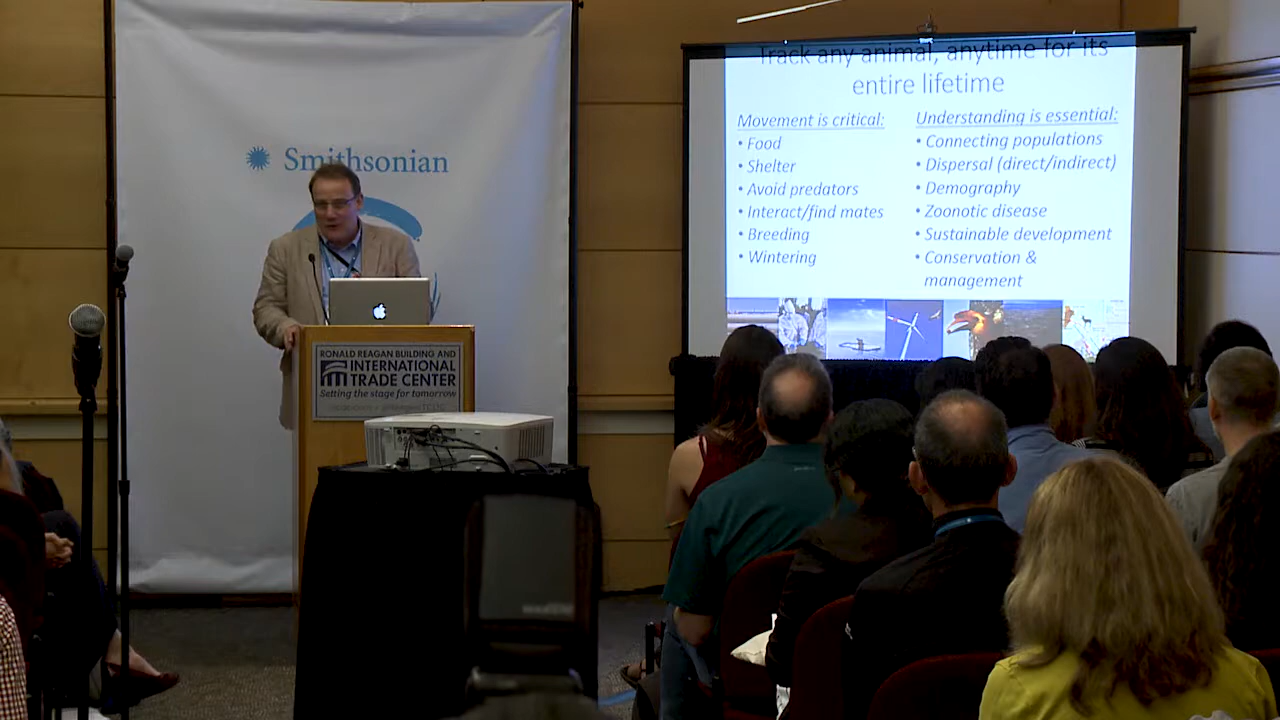 Smithsonian
RONALD REAGAN BUILDING AND
INTERNATIONAL
TRADE CENTER
Setting the stage for tomorrow
Track any animal, anytime for its
entire lifetime
Movement is critical:
• Food
• Shelter
• Avoid predators
• Interact/find mates
• Breeding
• Wintering
Understanding is essential:
• Connecting populations
• Dispersal (direct/indirect)
• Demography
• Zoonotic disease
• Sustainable development
• Conservation &
management